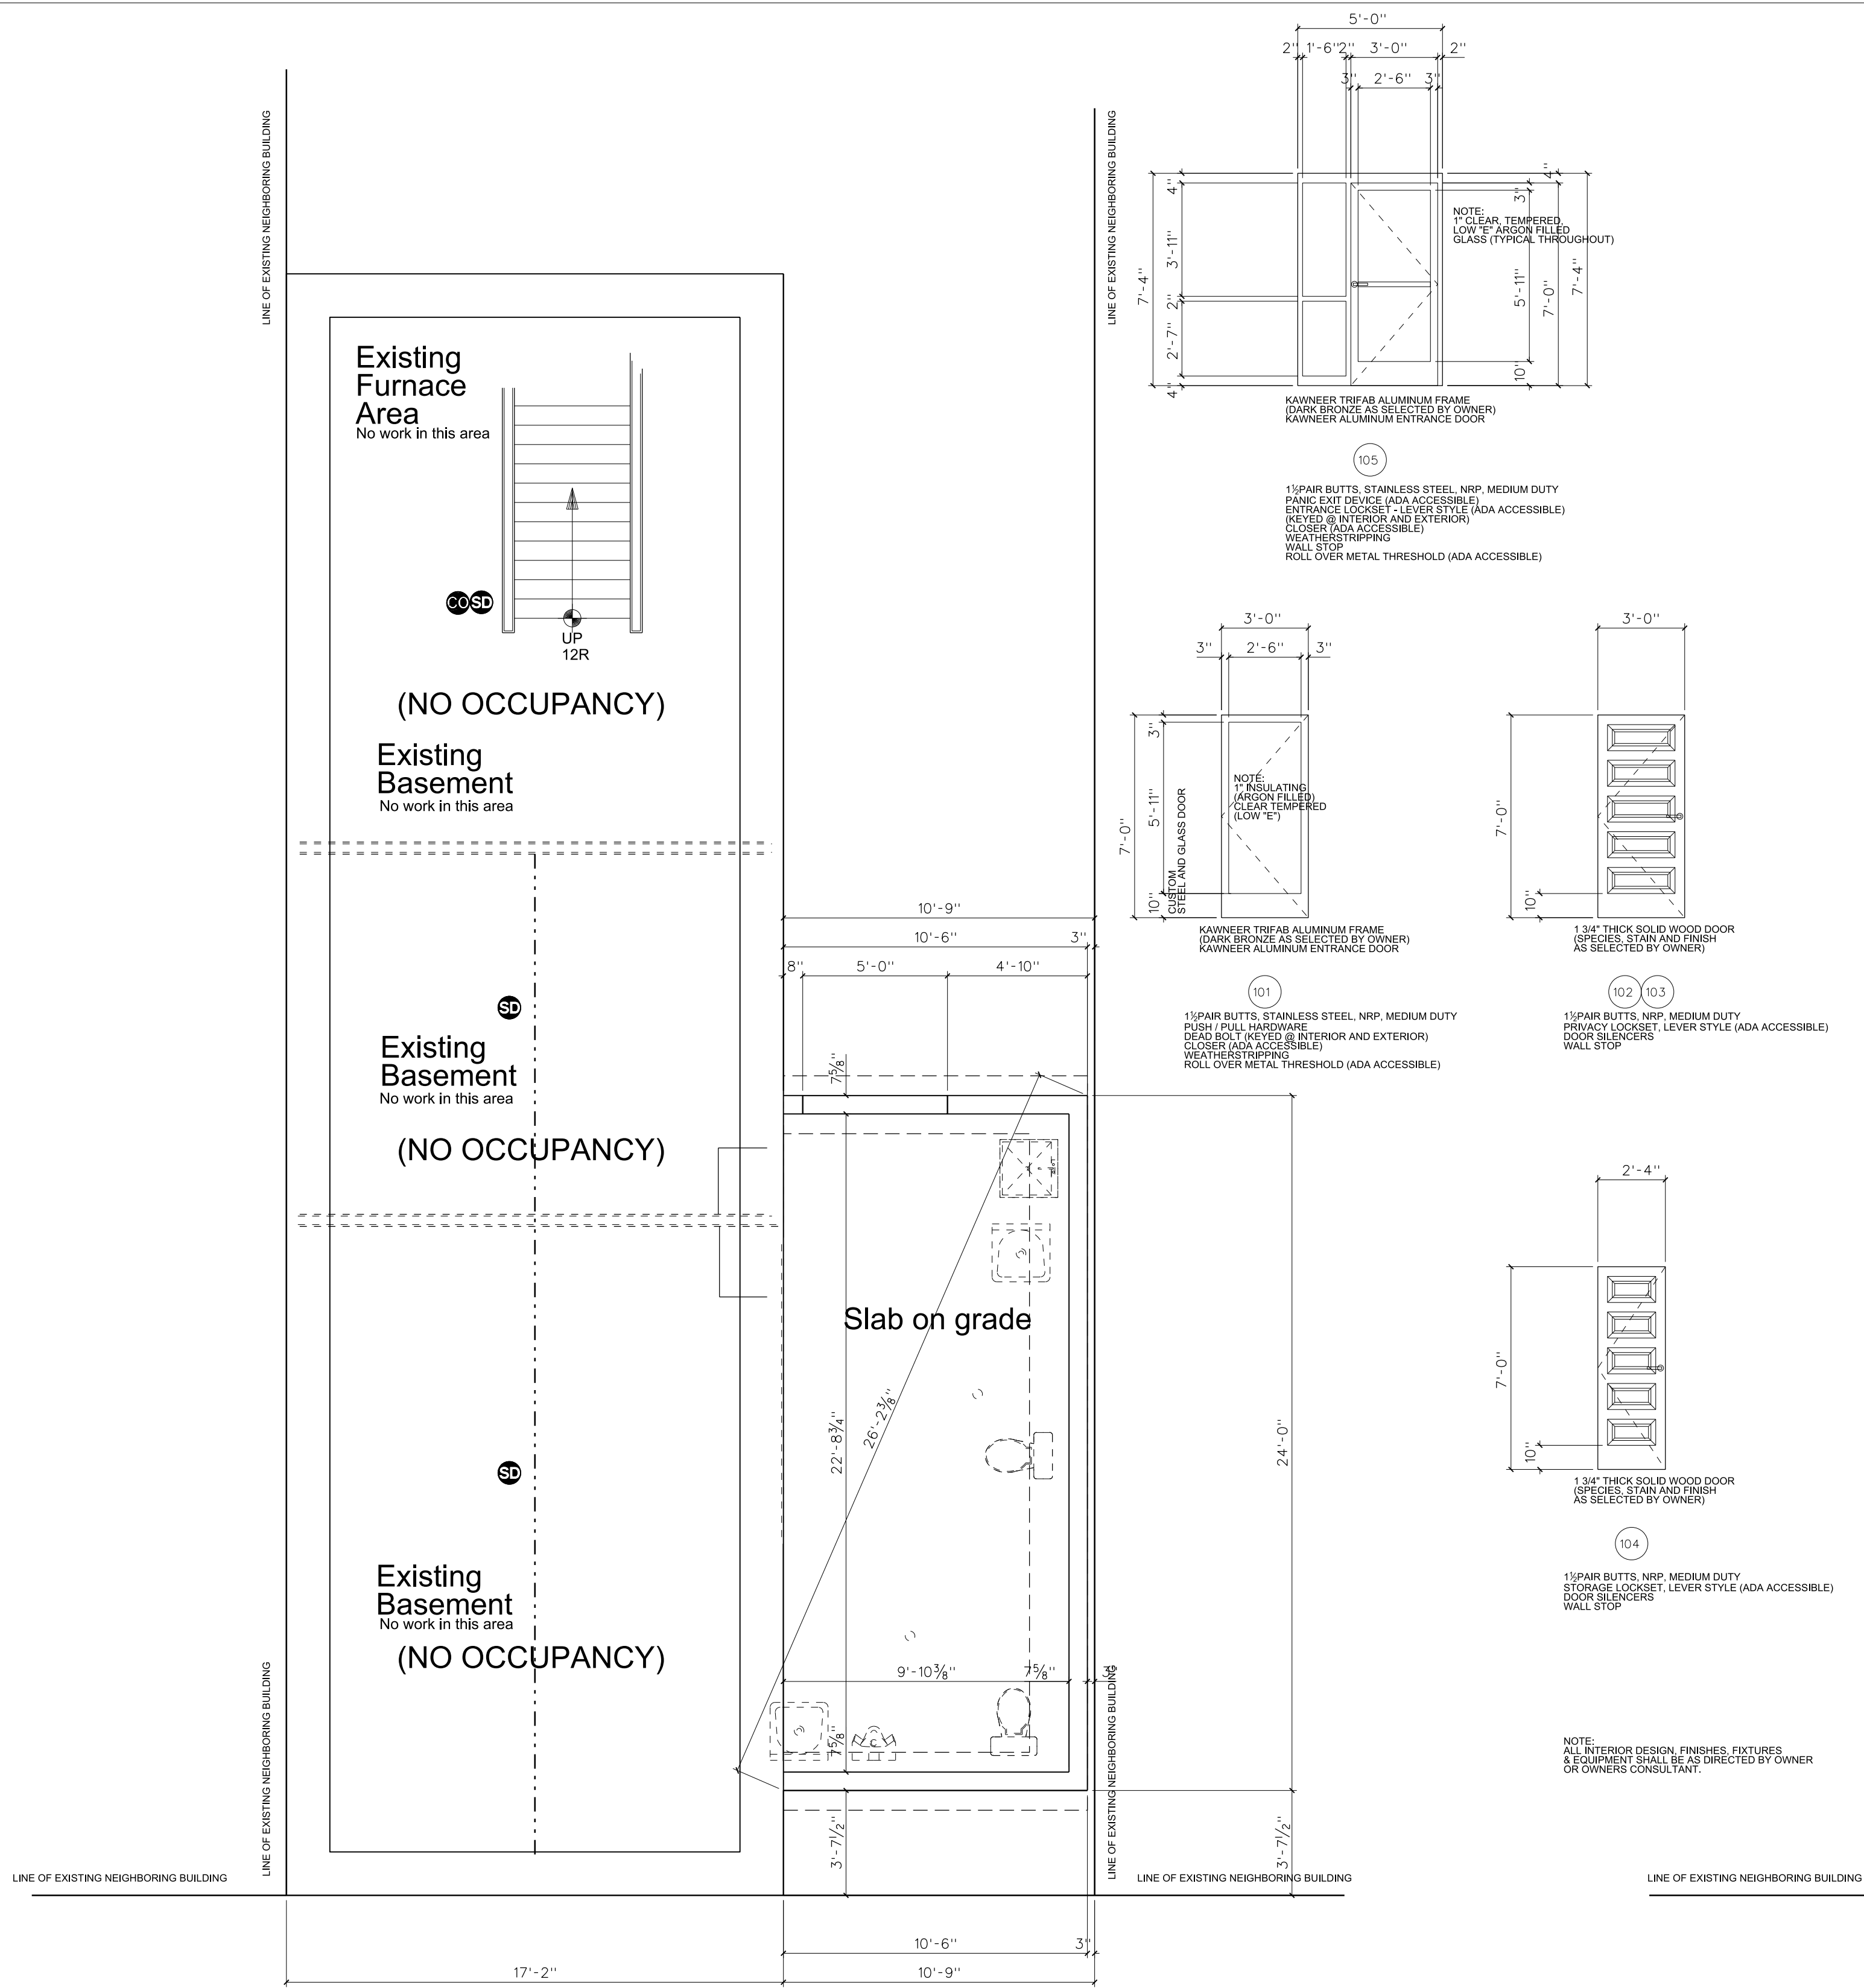 LINE OF EXISTING NEIGHBORING BUILDING
LINE OF EXISTING NEIGHBORING BUILDING
Existing
Furnace
Area
No work in this area
CO SD
UP
12R
(NO OCCUPANCY)
Existing
Basement
No work in this area
SD
Existing
Basement
No work in this area
(NO OCCUPANCY)
SD
Existing
Basement
No work in this area
(NO OCCUPANCY)
LINE OF EXISTING NEIGHBORING BUILDING
LINE OF EXISTING NEIGHBORING BUILDING
17'-2"
10'-9"
10'-6" 3"
8" 5'-0" 4'-10"
7⅝"
Slab on grade
22'-8¾"
26'-2⅜"
24'-0"
9'-10⅜" 7⅝" 3"
7⅝"
3'-7½"
3'-7½"
LINE OF EXISTING NEIGHBORING BUILDING
LINE OF EXISTING NEIGHBORING BUILDING
LINE OF EXISTING NEIGHBORING BUILDING
10'-6" 3"
10'-9"
5'-0"
2" 1'-6" 2" 3'-0" 2"
3" 2'-6" 3"
7'-4"
4"
3'-11"
2"
2'-7"
4"
4"
3"
5'-11"
10"
7'-0"
7'-4"
NOTE:
1" CLEAR, TEMPERED,
LOW "E" ARGON FILLED
GLASS (TYPICAL THROUGHOUT)
KAWNEER TRIFAB ALUMINUM FRAME
(DARK BRONZE AS SELECTED BY OWNER)
KAWNEER ALUMINUM ENTRANCE DOOR
105
1½PAIR BUTTS, STAINLESS STEEL, NRP, MEDIUM DUTY
PANIC EXIT DEVICE (ADA ACCESSIBLE)
ENTRANCE LOCKSET - LEVER STYLE (ADA ACCESSIBLE)
(KEYED @ INTERIOR AND EXTERIOR)
CLOSER (ADA ACCESSIBLE)
WEATHERSTRIPPING
WALL STOP
ROLL OVER METAL THRESHOLD (ADA ACCESSIBLE)
3'-0"
3" 2'-6" 3"
7'-0"
3"
5'-11"
10"
CUSTOM
STEEL AND GLASS DOOR
NOTE:
1" INSULATING
(ARGON FILLED)
CLEAR TEMPERED
(LOW "E")
KAWNEER TRIFAB ALUMINUM FRAME
(DARK BRONZE AS SELECTED BY OWNER)
KAWNEER ALUMINUM ENTRANCE DOOR
101
1½PAIR BUTTS, STAINLESS STEEL, NRP, MEDIUM DUTY
PUSH / PULL HARDWARE
DEAD BOLT (KEYED @ INTERIOR AND EXTERIOR)
CLOSER (ADA ACCESSIBLE)
WEATHERSTRIPPING
ROLL OVER METAL THRESHOLD (ADA ACCESSIBLE)
3'-0"
7'-0"
10"
1 3/4" THICK SOLID WOOD DOOR
(SPECIES, STAIN AND FINISH
AS SELECTED BY OWNER)
102 103
1½PAIR BUTTS, NRP, MEDIUM DUTY
PRIVACY LOCKSET, LEVER STYLE (ADA ACCESSIBLE)
DOOR SILENCERS
WALL STOP
2'-4"
7'-0"
10"
1 3/4" THICK SOLID WOOD DOOR
(SPECIES, STAIN AND FINISH
AS SELECTED BY OWNER)
104
1½PAIR BUTTS, NRP, MEDIUM DUTY
STORAGE LOCKSET, LEVER STYLE (ADA ACCESSIBLE)
DOOR SILENCERS
WALL STOP
NOTE:
ALL INTERIOR DESIGN, FINISHES, FIXTURES
& EQUIPMENT SHALL BE AS DIRECTED BY OWNER
OR OWNERS CONSULTANT.
LINE OF EXISTING NEIGHBORING BUILDING